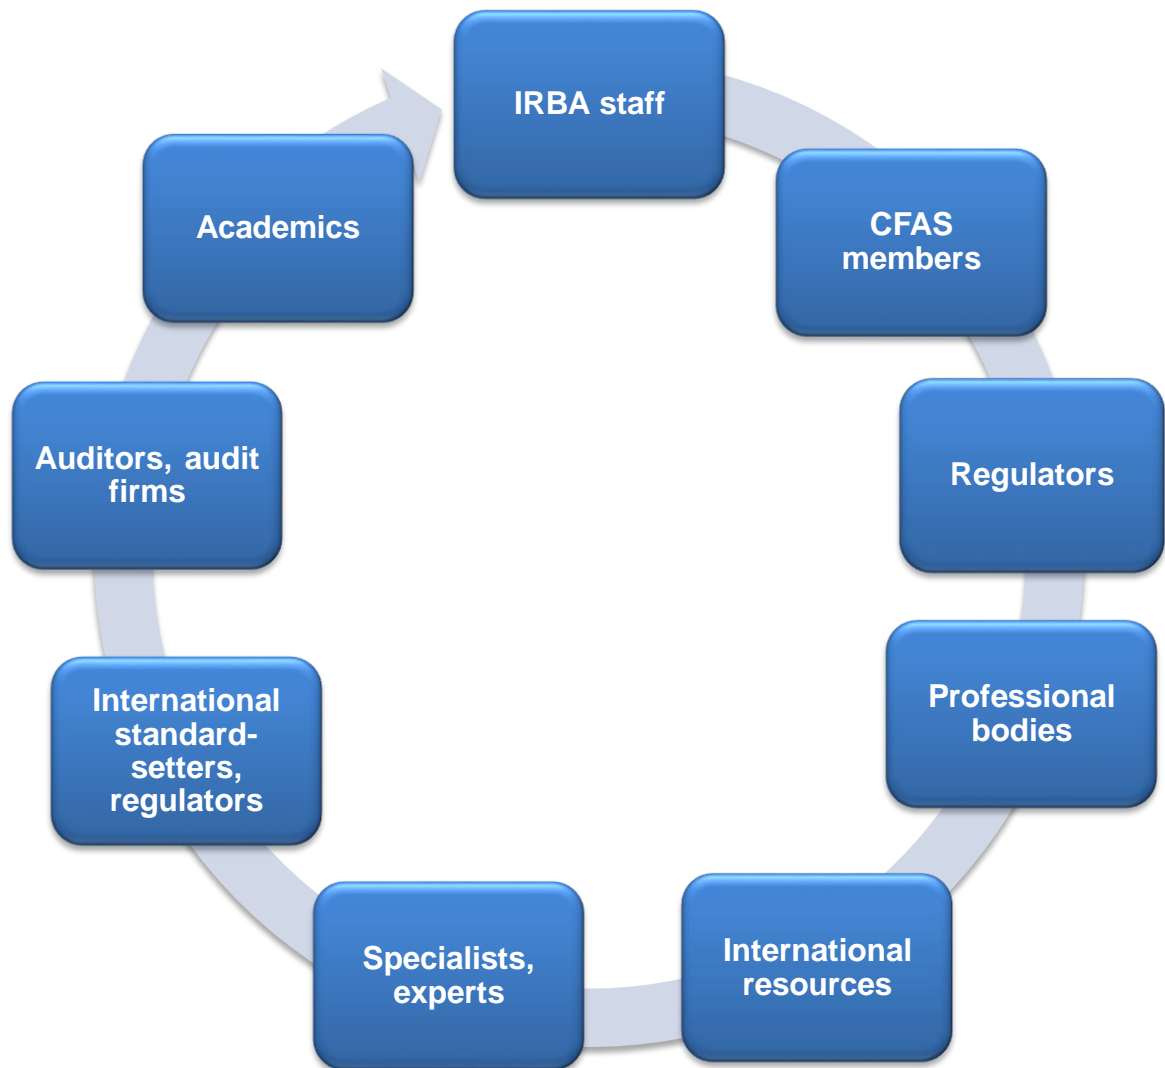 IRBA staff
CFAS
members
Regulators
Professional
bodies
International
resources
Specialists,
experts
International
standard-
setters,
regulators
Auditors, audit
firms
Academics